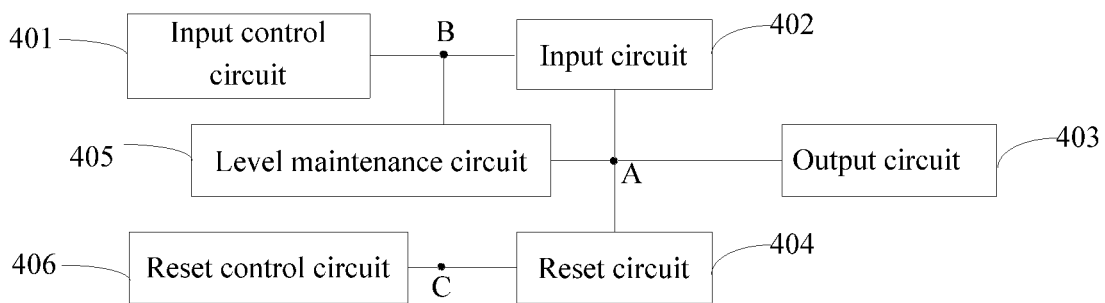 401
Input control
circuit
B
Input circuit
402
405
Level maintenance circuit
A
Output circuit
403
406
Reset control circuit
C
Reset circuit
404